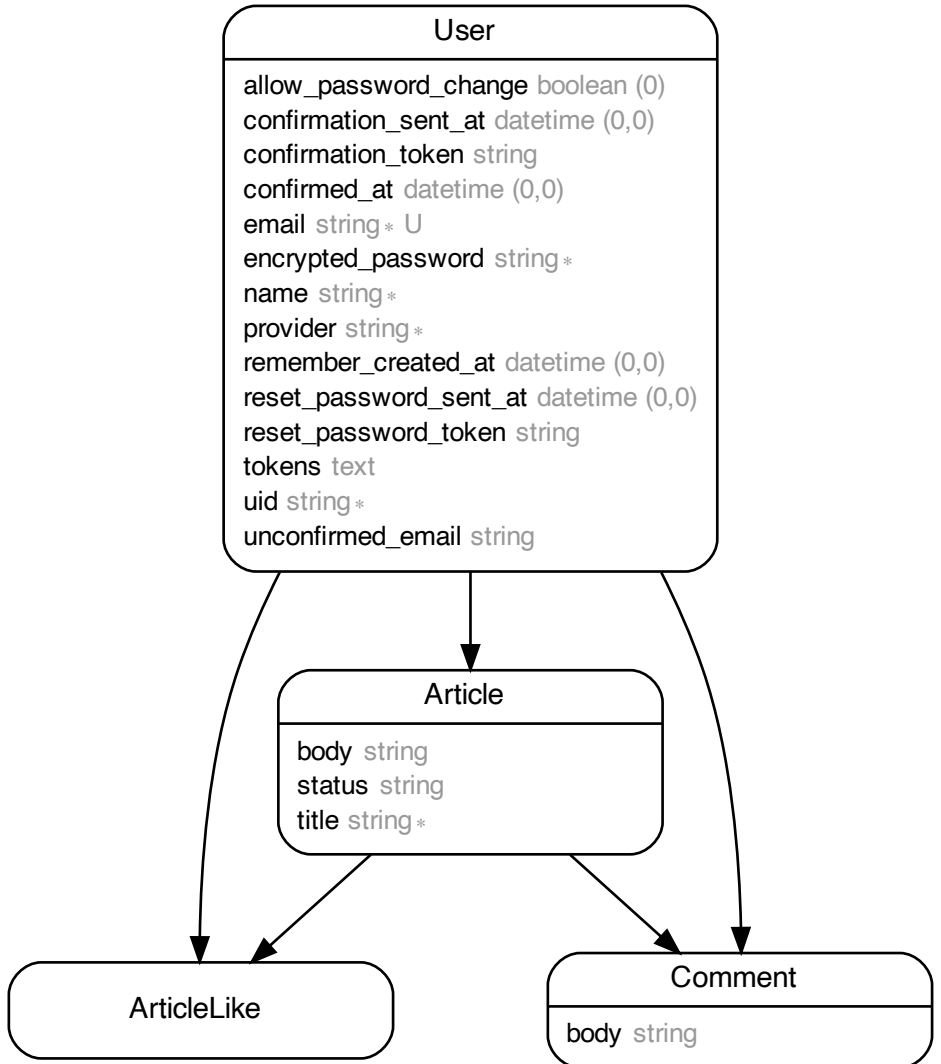 User
allow_password_change boolean (0)
confirmation_sent_at datetime (0,0)
confirmation_token string
confirmed_at datetime (0,0)
email string * U
encrypted_password string *
name string *
provider string *
remember_created_at datetime (0,0)
reset_password_sent_at datetime (0,0)
reset_password_token string
tokens text
uid string *
unconfirmed_email string
Article
body string
status string
title string *
ArticleLike
Comment
body string